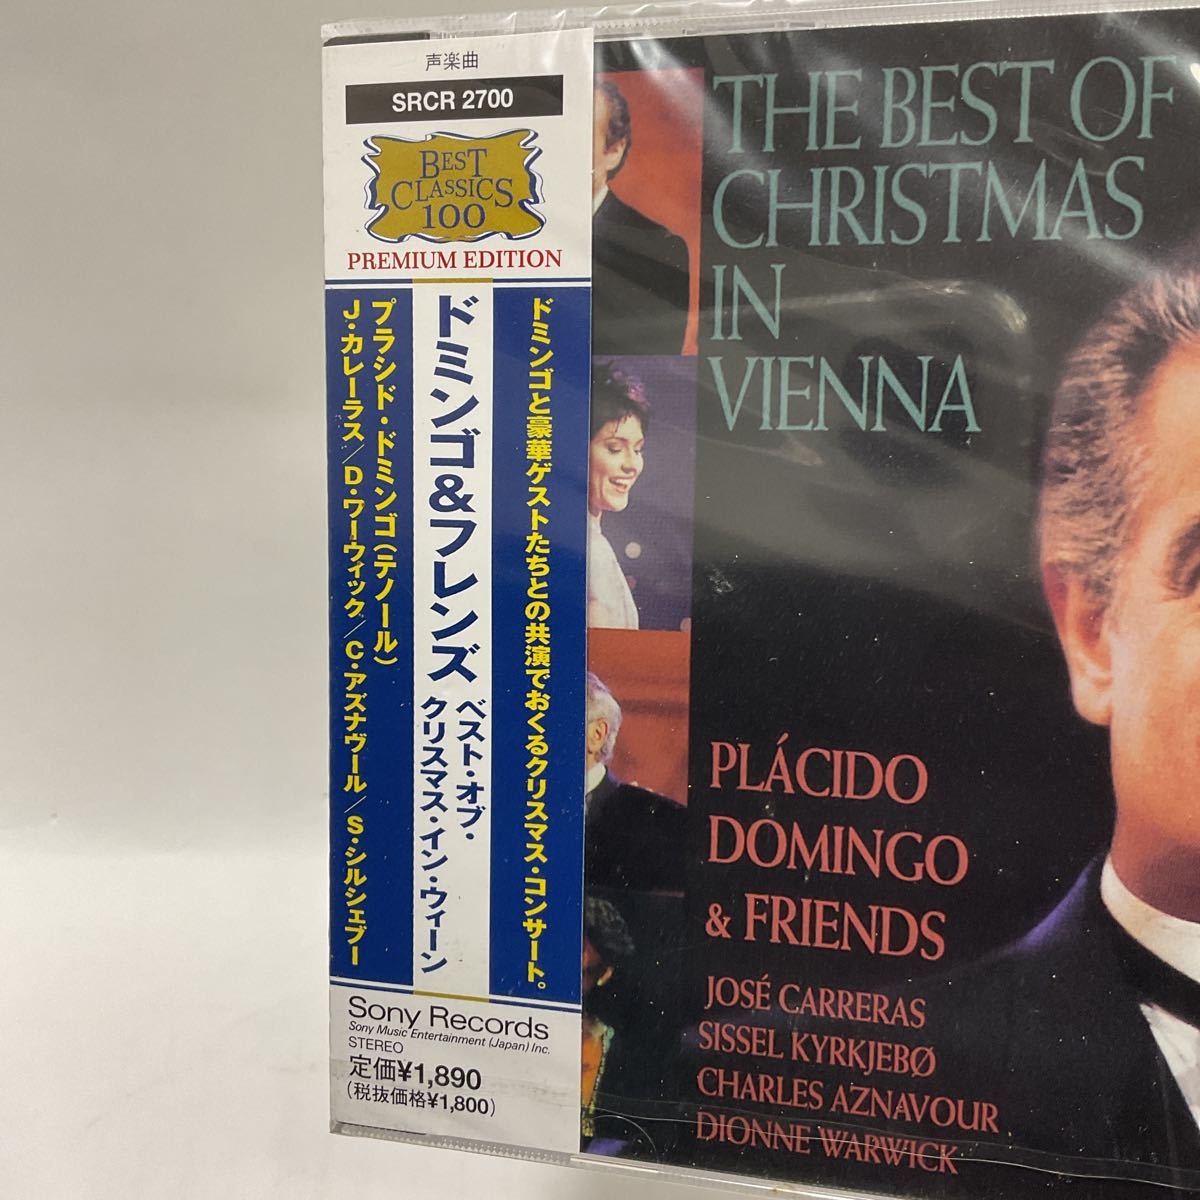 声楽曲
SRCR 2700
BEST
CLASSICS
100
PREMIUM EDITION
ドミンゴと豪華ゲストたちとの共演でおくるクリスマス・コンサート。
ドミンゴ&フレンズ
ベスト・オブ・
クリスマス・イン・ウィーン
プラシド・ドミンゴ(テノール)
J・カレーラス/D・ワーウィック/C・アズナヴール/S・シルシェブー
Sony Records
Sony Music Entertainment (Japan) Inc.
STEREO
定価¥1,890
(税抜価格¥1,800)
THE BEST OF
CHRISTMAS
IN
VIENNA
PLÁCIDO
DOMINGO
& FRIENDS
JOSÉ CARRERAS
SISSEL KYRKJEBØ
CHARLES AZNAVOUR
DIONNE WARWICK